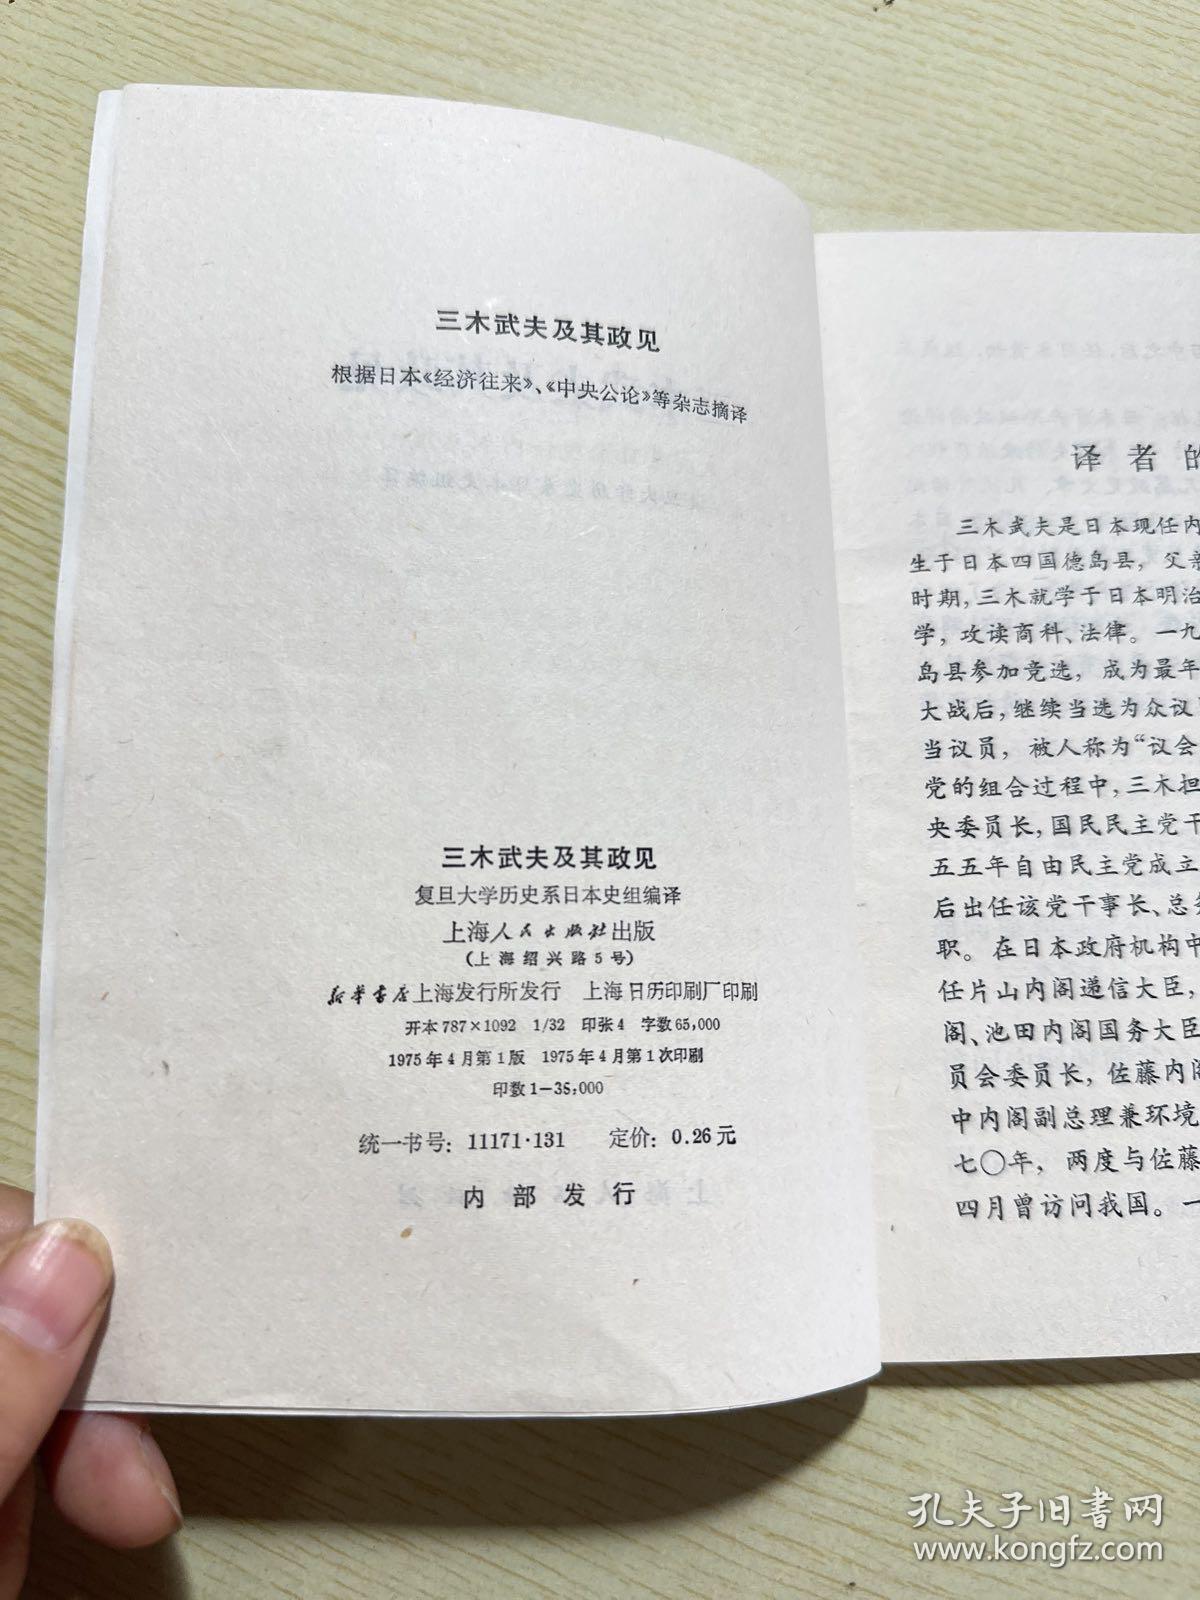 三木武夫及其政见
根据日本《经济往来》、《中央公论》等杂志摘译
三木武夫及其政见
复旦大学历史系日本史组编译
上海人民出版社出版
(上海绍兴路5号)
新华书店上海发行所发行 上海日历印刷厂印刷
开本787×1092 1/32 印张4 字数65,000
1975年4月第1版 1975年4月第1次印刷
印数1—38,000
统一书号：11171·131 定价：0.26元
内部发行
译者的
三木武夫是日本现任内
生于日本四国德岛县，父亲
时期，三木就学于日本明治
学，攻读商科、法律。一九
岛县参加竞选，成为最年
大战后，继续当选为众议
当议员，被人称为“议会
党的组合过程中，三木担
央委员长，国民民主党干
五五年自由民主党成立
后出任该党干事长、总务
职。在日本政府机构中
任片山内阁递信大臣，
阁、池田内阁国务大臣
员会委员长，佐藤内阁
中内阁副总理兼环境
七〇年，两度与佐藤
四月曾访问我国。一
孔夫子旧书网
www.kongfz.com